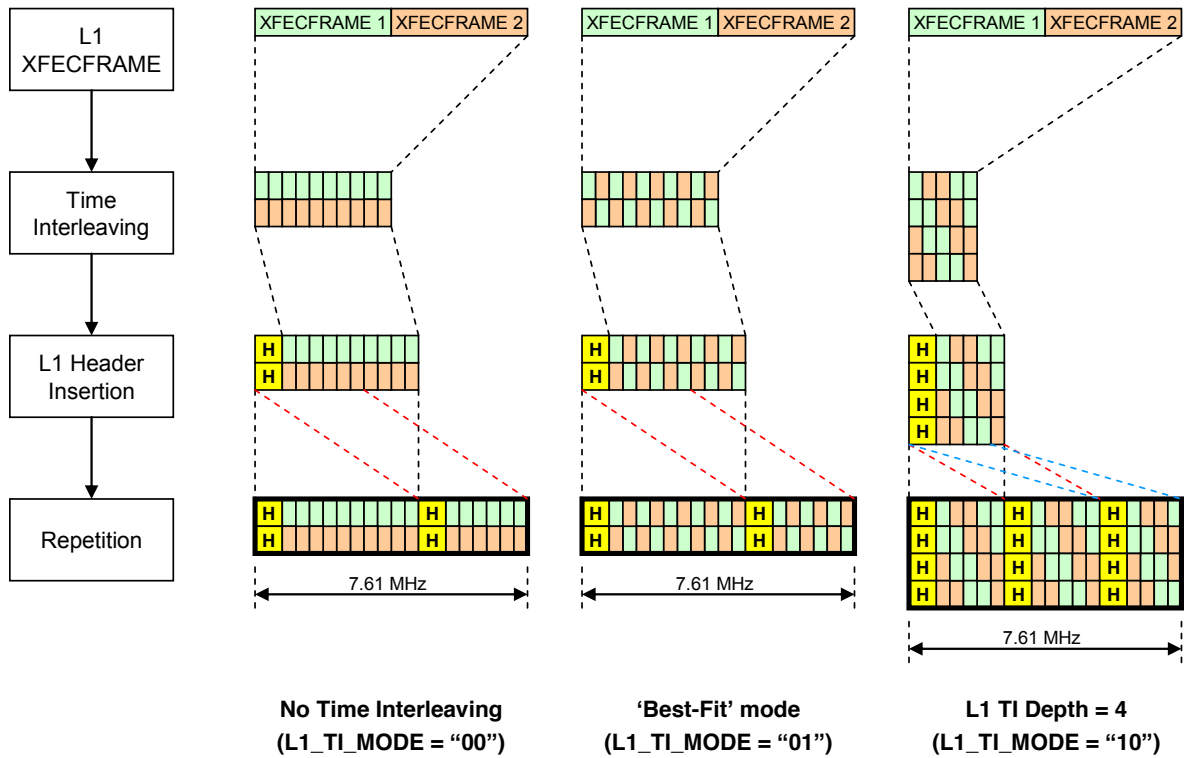 L1
XFECFRAME
XFECFRAME 1 XFECFRAME 2
XFECFRAME 1 XFECFRAME 2
XFECFRAME 1 XFECFRAME 2
Time
Interleaving
L1 Header
Insertion
H
H
H
H
H
H
H
H
Repetition
H H
H H
H H
H H
H H H
H H H
H H H
H H H
7.61 MHz
7.61 MHz
7.61 MHz
No Time Interleaving
(L1_TI_MODE = “00”)
‘Best-Fit’ mode
(L1_TI_MODE = “01”)
L1 TI Depth = 4
(L1_TI_MODE = “10”)